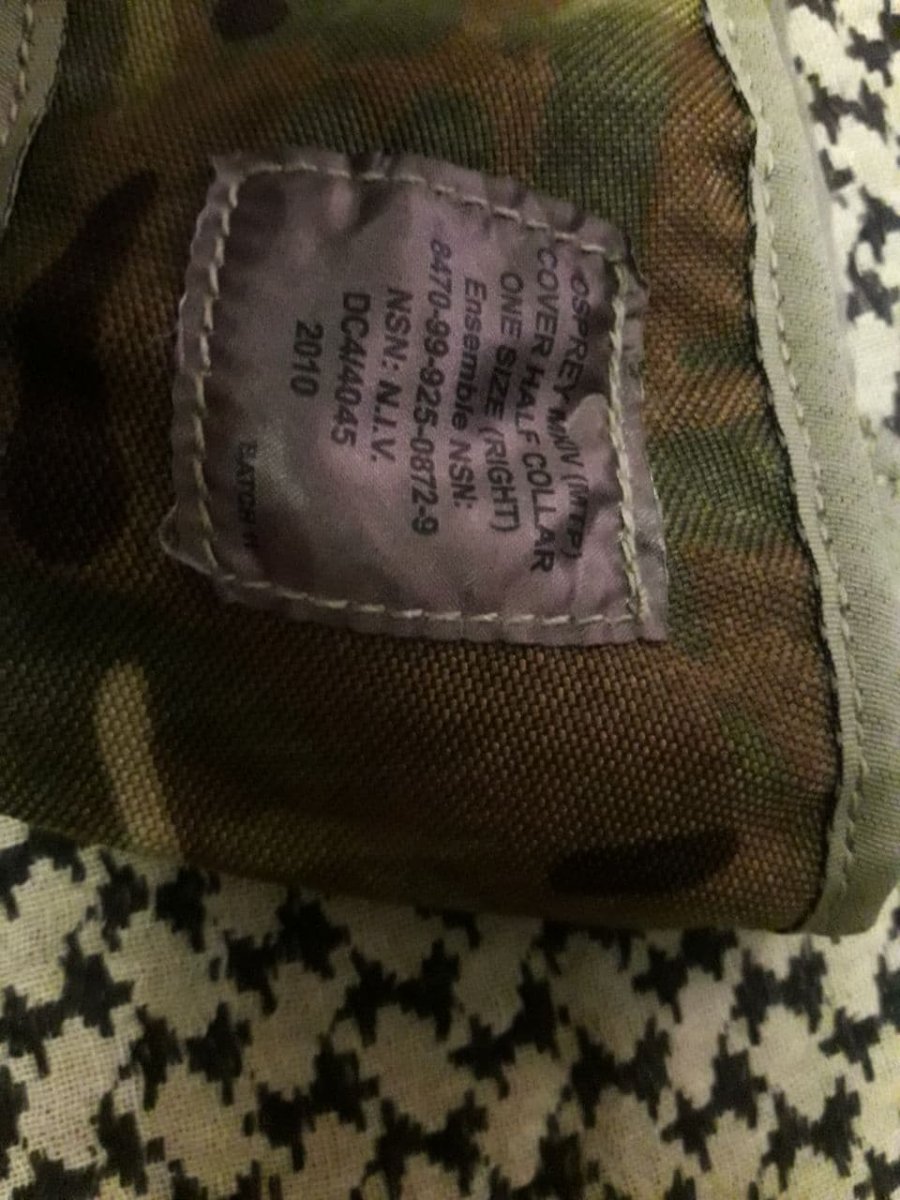 OSPREY MKIV (MTP)
COVER HALF COLLAR
ONE SIZE (RIGHT)
Ensemble NSN:
8470-99-925-0872-9
NSN: N.I.V.
DC4/4045
2010
BATCH